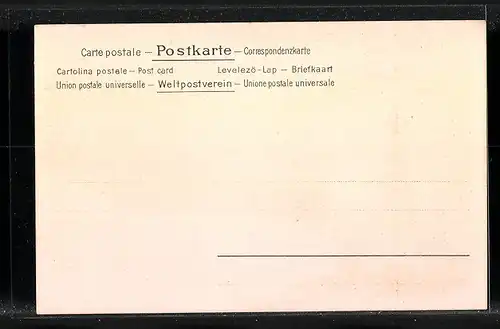 Carte postale – Postkarte – Correspondenzkarte
Cartolina postale – Post card Levelezö-Lap – Briefkaart
Union postale universelle – Weltpostverein – Unione postale universale